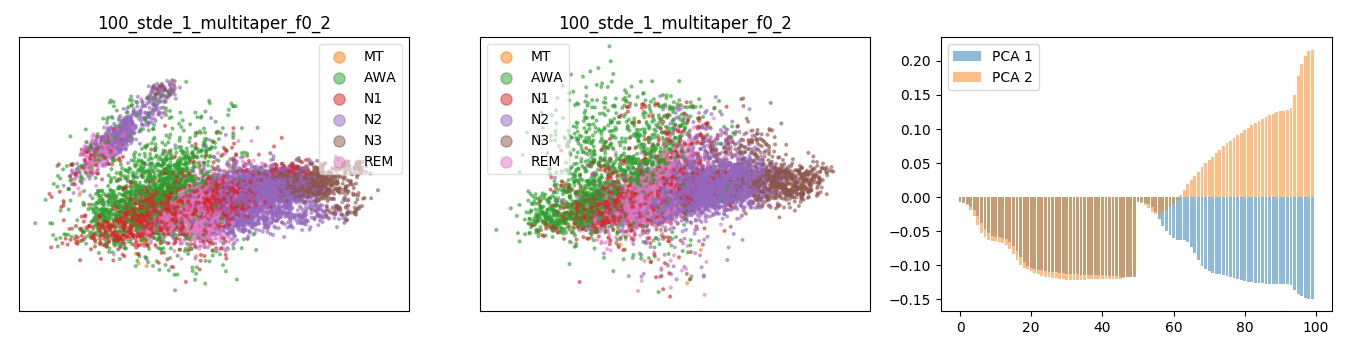 100_stde_1_multitaper_f0_2
MT
AWA
N1
N2
N3
REM
100_stde_1_multitaper_f0_2
MT
AWA
N1
N2
N3
REM
PCA 1
PCA 2
0.20
0.15
0.10
0.05
0.00
−0.05
−0.10
−0.15
0 20 40 60 80 100